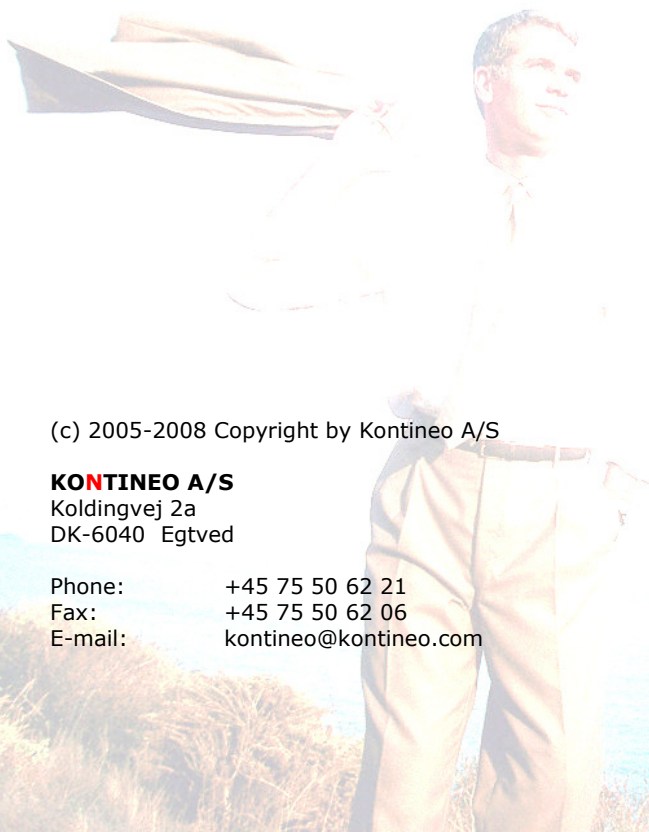 (c) 2005-2008 Copyright by Kontineo A/S
KONTINEO A/S
Koldingvej 2a
DK-6040  Egtved
Phone: +45 75 50 62 21
Fax: +45 75 50 62 06
E-mail: kontineo@kontineo.com